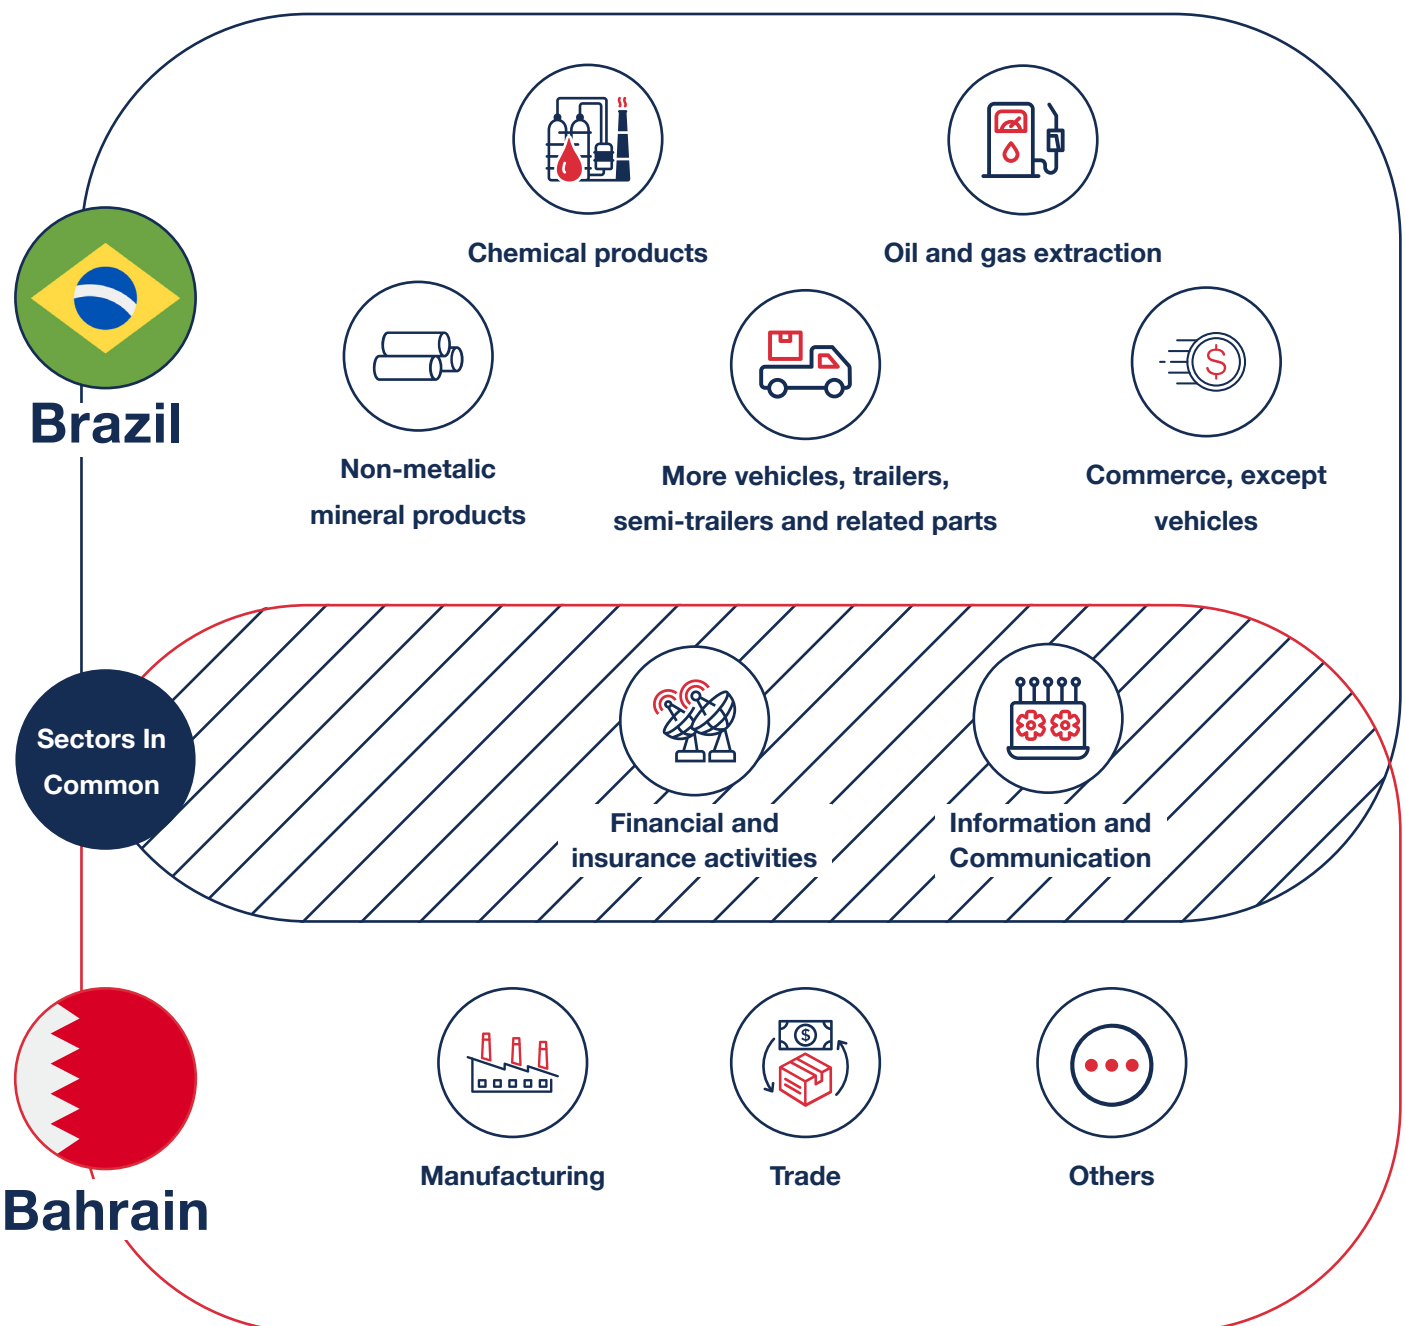 Chemical products
Oil and gas extraction
Brazil
Non-metalic
mineral products
More vehicles, trailers,
semi-trailers and related parts
Commerce, except
vehicles
Sectors In
Common
Financial and
insurance activities
Information and
Communication
Bahrain
Manufacturing
Trade
Others